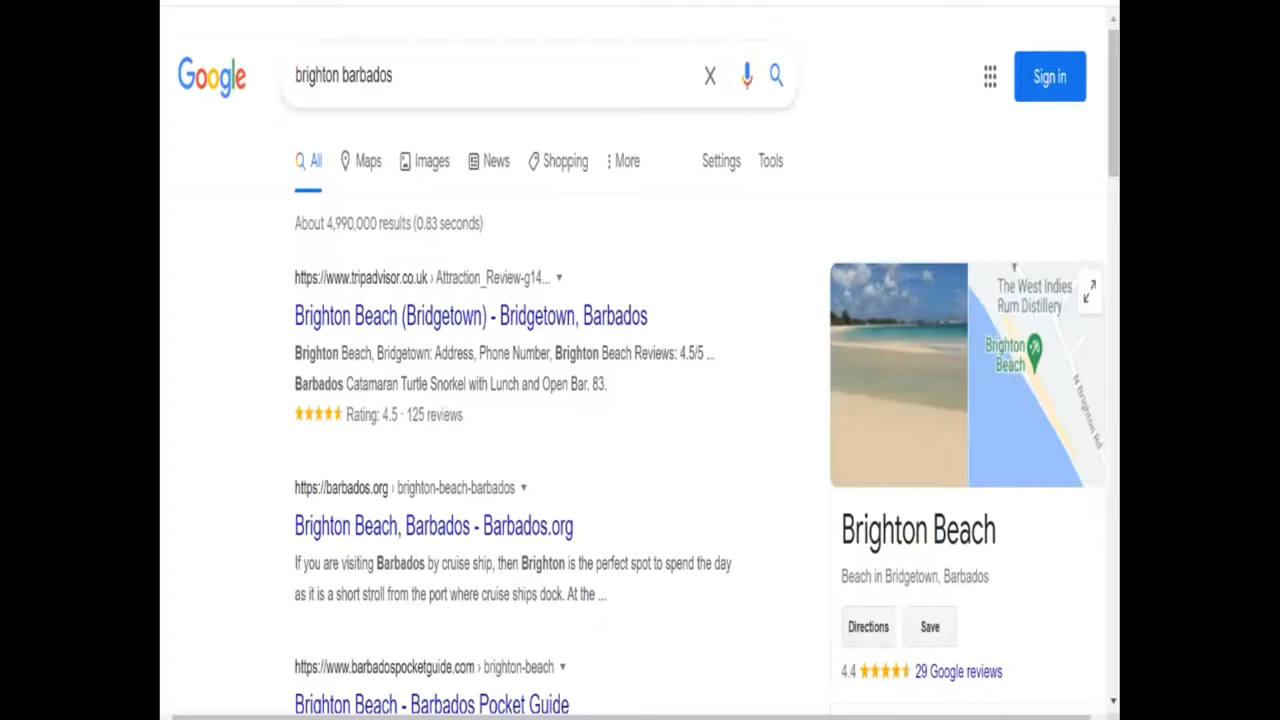 Google
brighton barbados
Sign in
All Maps Images News Shopping More Settings Tools
About 4,990,000 results (0.83 seconds)
https://www.tripadvisor.co.uk › Attraction_Review-g14...
Brighton Beach (Bridgetown) - Bridgetown, Barbados
Brighton Beach, Bridgetown: Address, Phone Number, Brighton Beach Reviews: 4.5/5 ...
Barbados Catamaran Turtle Snorkel with Lunch and Open Bar. 83.
Rating: 4.5 · 125 reviews
https://barbados.org › brighton-beach-barbados
Brighton Beach, Barbados - Barbados.org
If you are visiting Barbados by cruise ship, then Brighton is the perfect spot to spend the day
as it is a short stroll from the port where cruise ships dock. At the ...
https://www.barbadospocketguide.com › brighton-beach
Brighton Beach - Barbados Pocket Guide
The West Indies
Rum Distillery
Brighton
Beach
N Brighton Rd
Brighton Beach
Beach in Bridgetown, Barbados
Directions Save
4.4 29 Google reviews